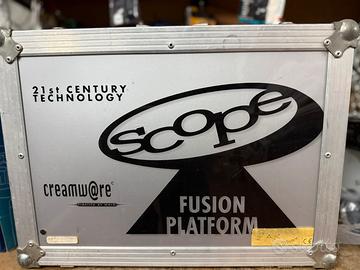 21st CENTURY
TECHNOLOGY
scope
creamw@re
FUSION
PLATFORM